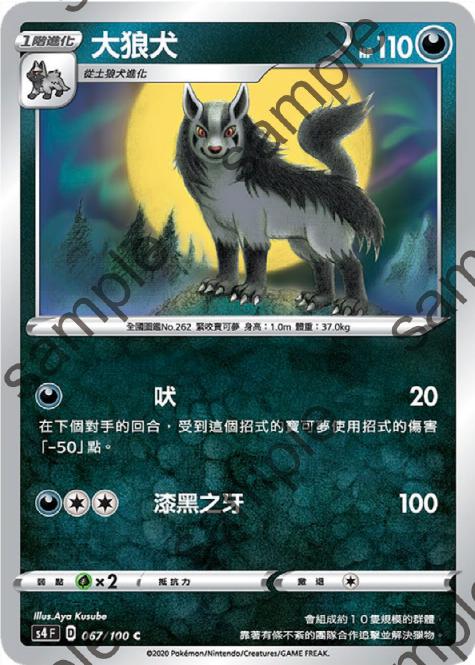 1階進化
大狼犬
HP 110
從土狼犬進化
全國圖鑑No.262 緊咬寶可夢 身高：1.0m 體重：37.0kg
吠 20
在下個對手的回合，受到這個招式的寶可夢使用招式的傷害
「-50」點。
漆黑之牙 100
弱點 ×2 抵抗力 撤退
Illus.Aya Kusube
s4 F D 067/100 C
會組成約１０隻規模的群體，
靠著有條不紊的團隊合作追擊並解決獵物。
©2020 Pokémon/Nintendo/Creatures/GAME FREAK.
sample
sample
sample
sample
sample
sample